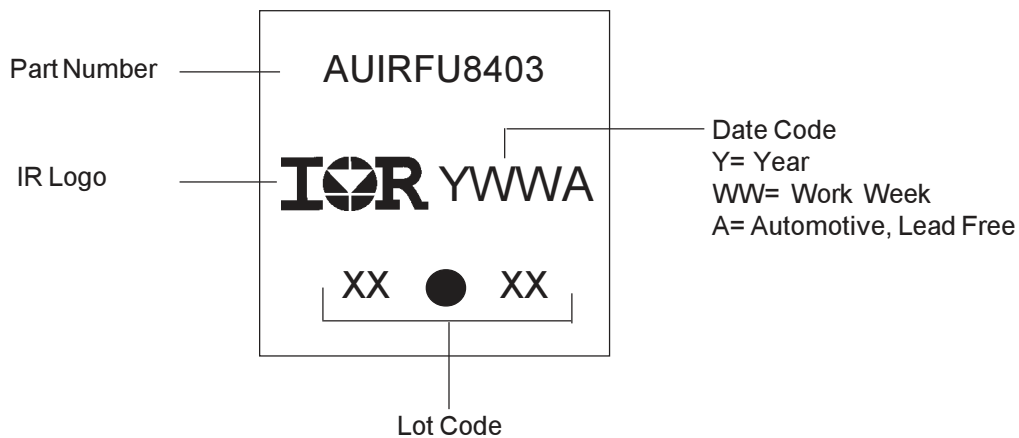 Part Number
AUIRFU8403
Date Code
Y= Year
WW= Work Week
A= Automotive, Lead Free
IR Logo
IOR YWWA
XX XX
Lot Code